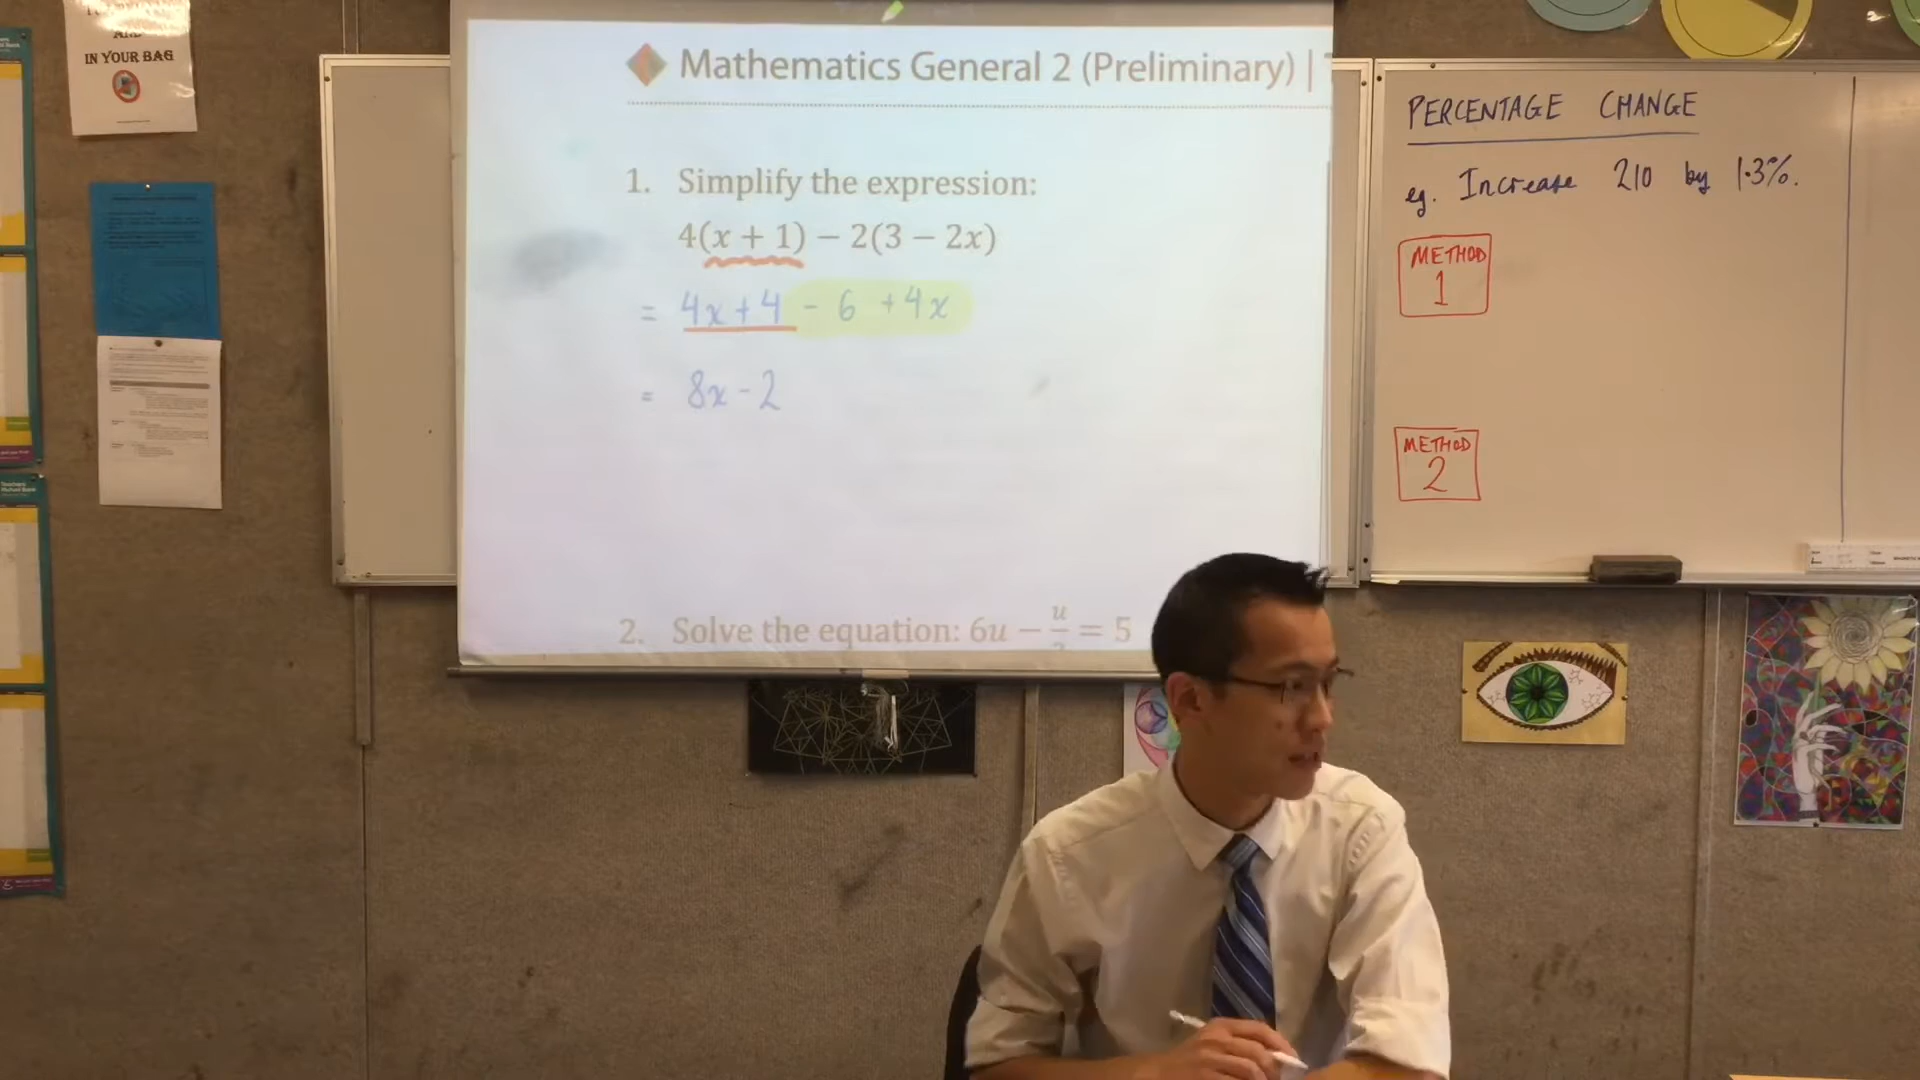 AND
IN YOUR BAG
Mathematics General 2 (Preliminary) |
1. Simplify the expression:
4(x + 1) − 2(3 − 2x)
= 4x + 4 - 6 + 4x
= 8x - 2
2. Solve the equation: 6u − u = 5
PERCENTAGE CHANGE
eg. Increase 210 by 1.3%.
METHOD
1
METHOD
2